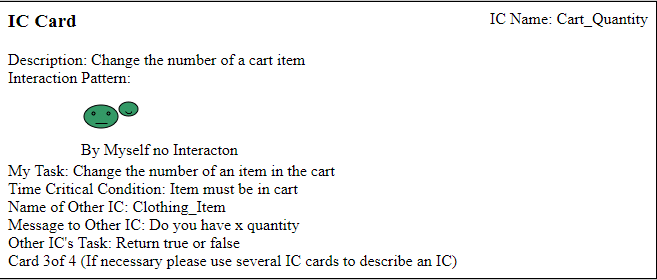 IC Card
IC Name: Cart_Quantity
Description: Change the number of a cart item
Interaction Pattern:
By Myself no Interacton
My Task: Change the number of an item in the cart
Time Critical Condition: Item must be in cart
Name of Other IC: Clothing_Item
Message to Other IC: Do you have x quantity
Other IC's Task: Return true or false
Card 3of 4 (If necessary please use several IC cards to describe an IC)